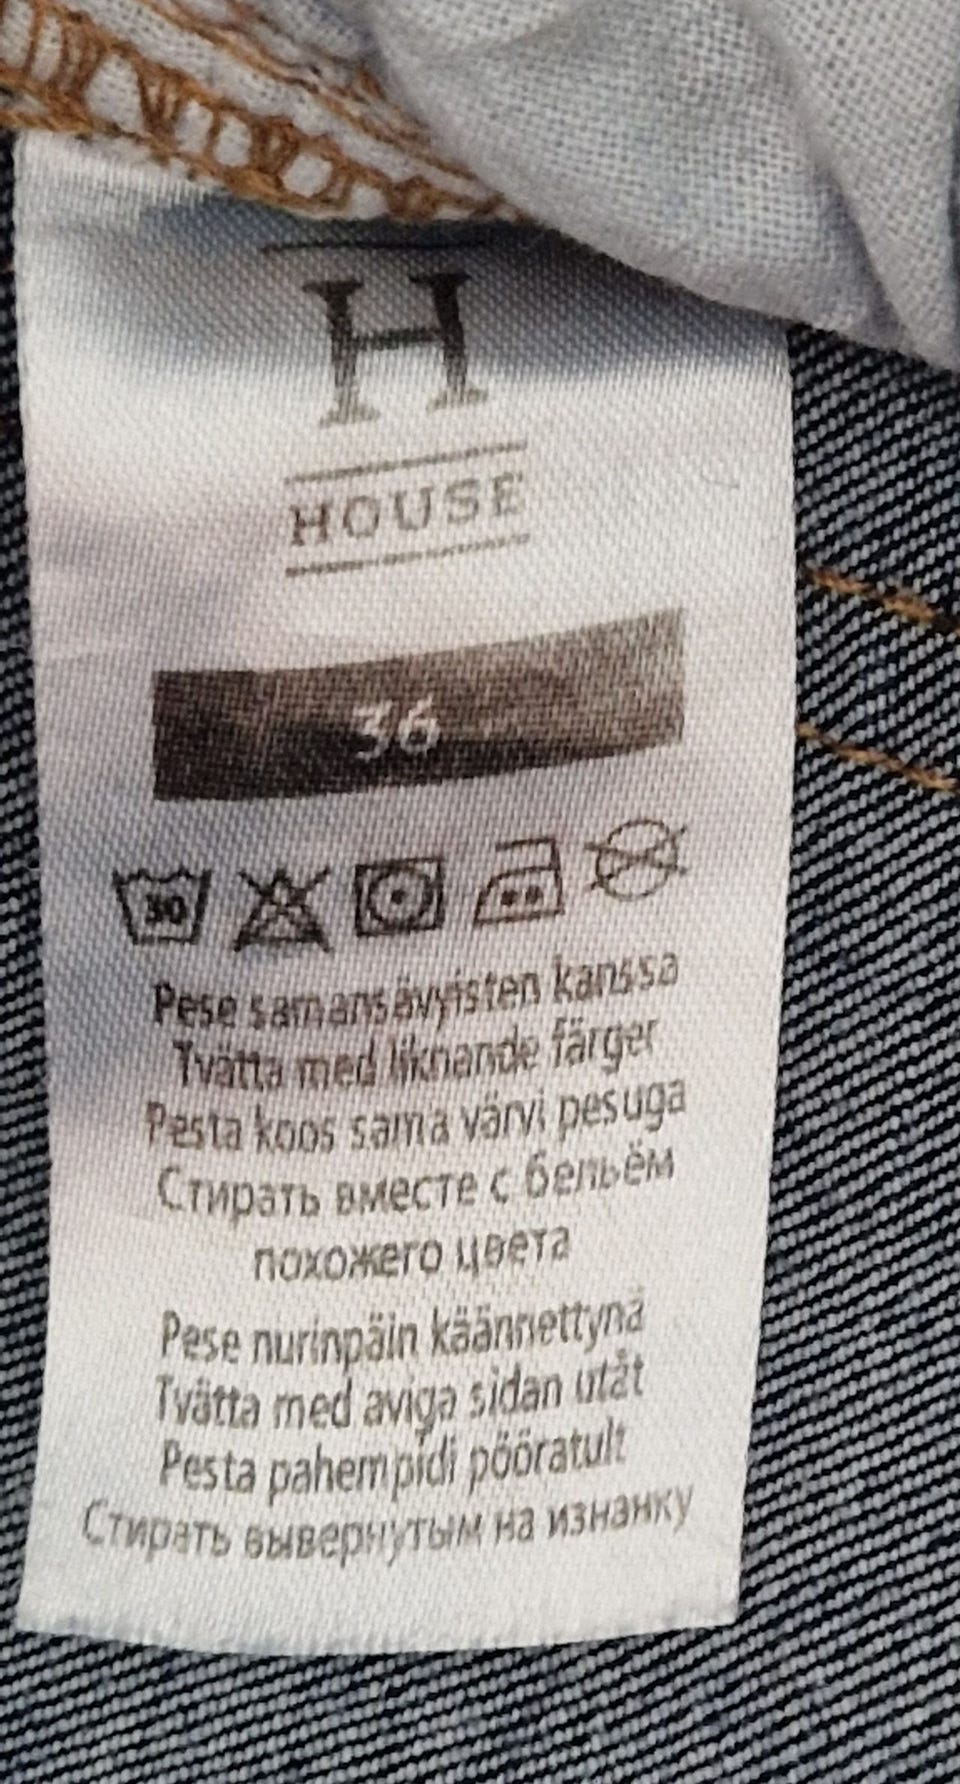 H
HOUSE
36
30
Pese samansävyisten kanssa
Tvätta med liknande färger
Pesta koos sama värvi pesuga
Стирать вместе с бельём
похожего цвета
Pese nurinpäin käännettynä
Tvätta med aviga sidan utåt
Pesta pahempidi pööratult
Стирать вывернутым на изнанку